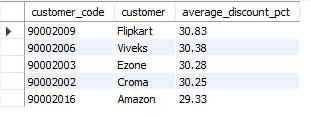 customer_code customer average_discount_pct
90002009 Flipkart 30.83
90002006 Viveks 30.38
90002003 Ezone 30.28
90002002 Croma 30.25
90002016 Amazon 29.33